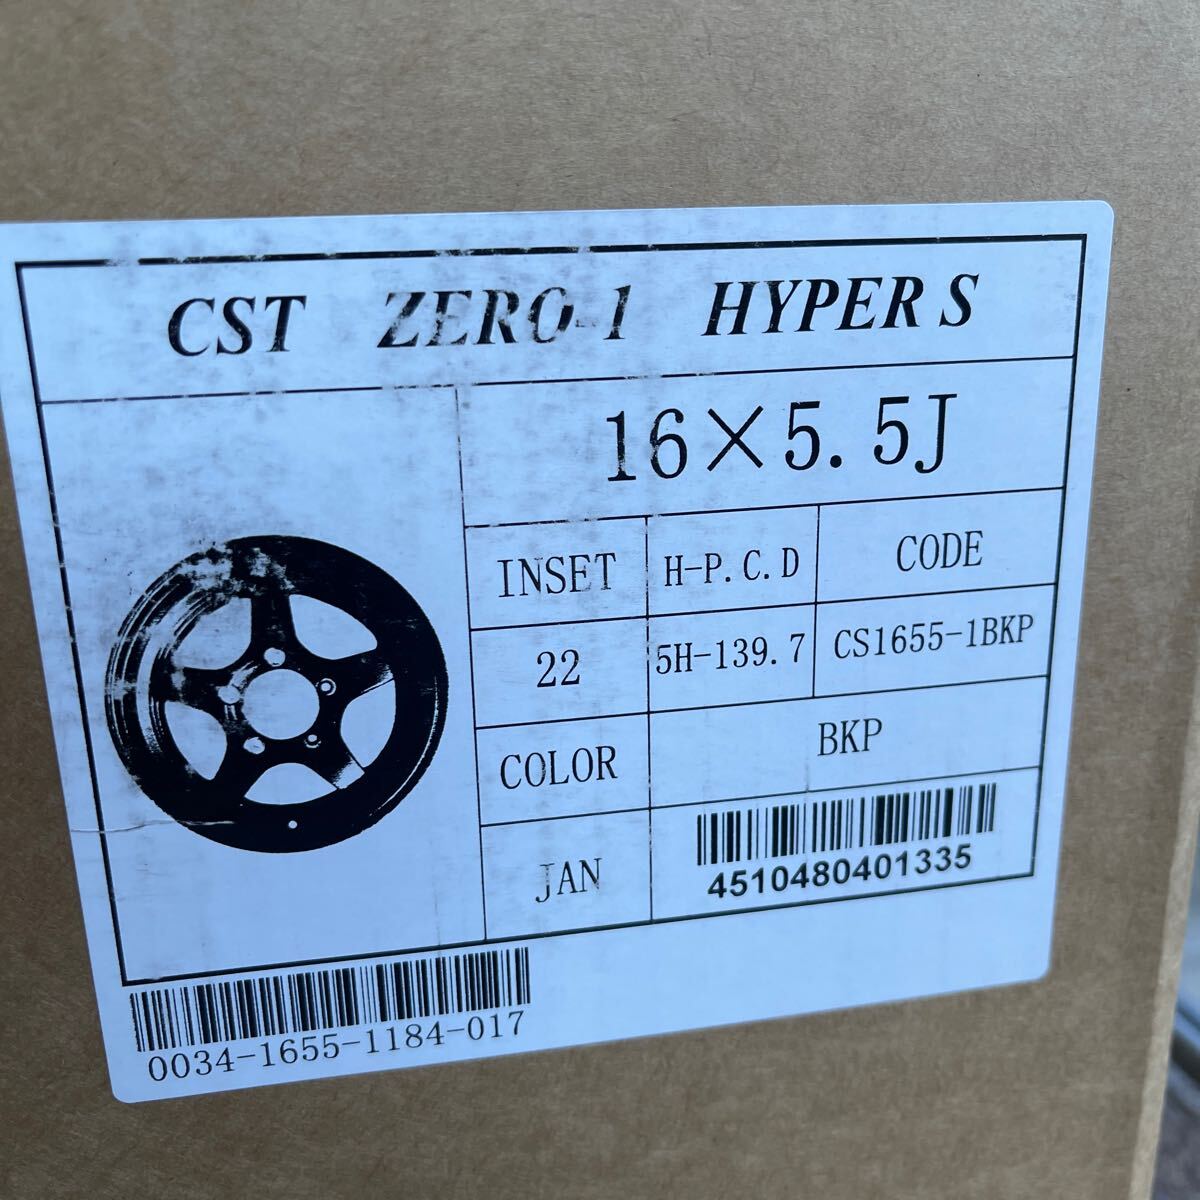 CST ZERO-1 HYPER S
16×5.5J
INSET H-P.C.D CODE
22 5H-139.7 CS1655-1BKP
COLOR BKP
JAN 4510480401335
0034-1655-1184-017